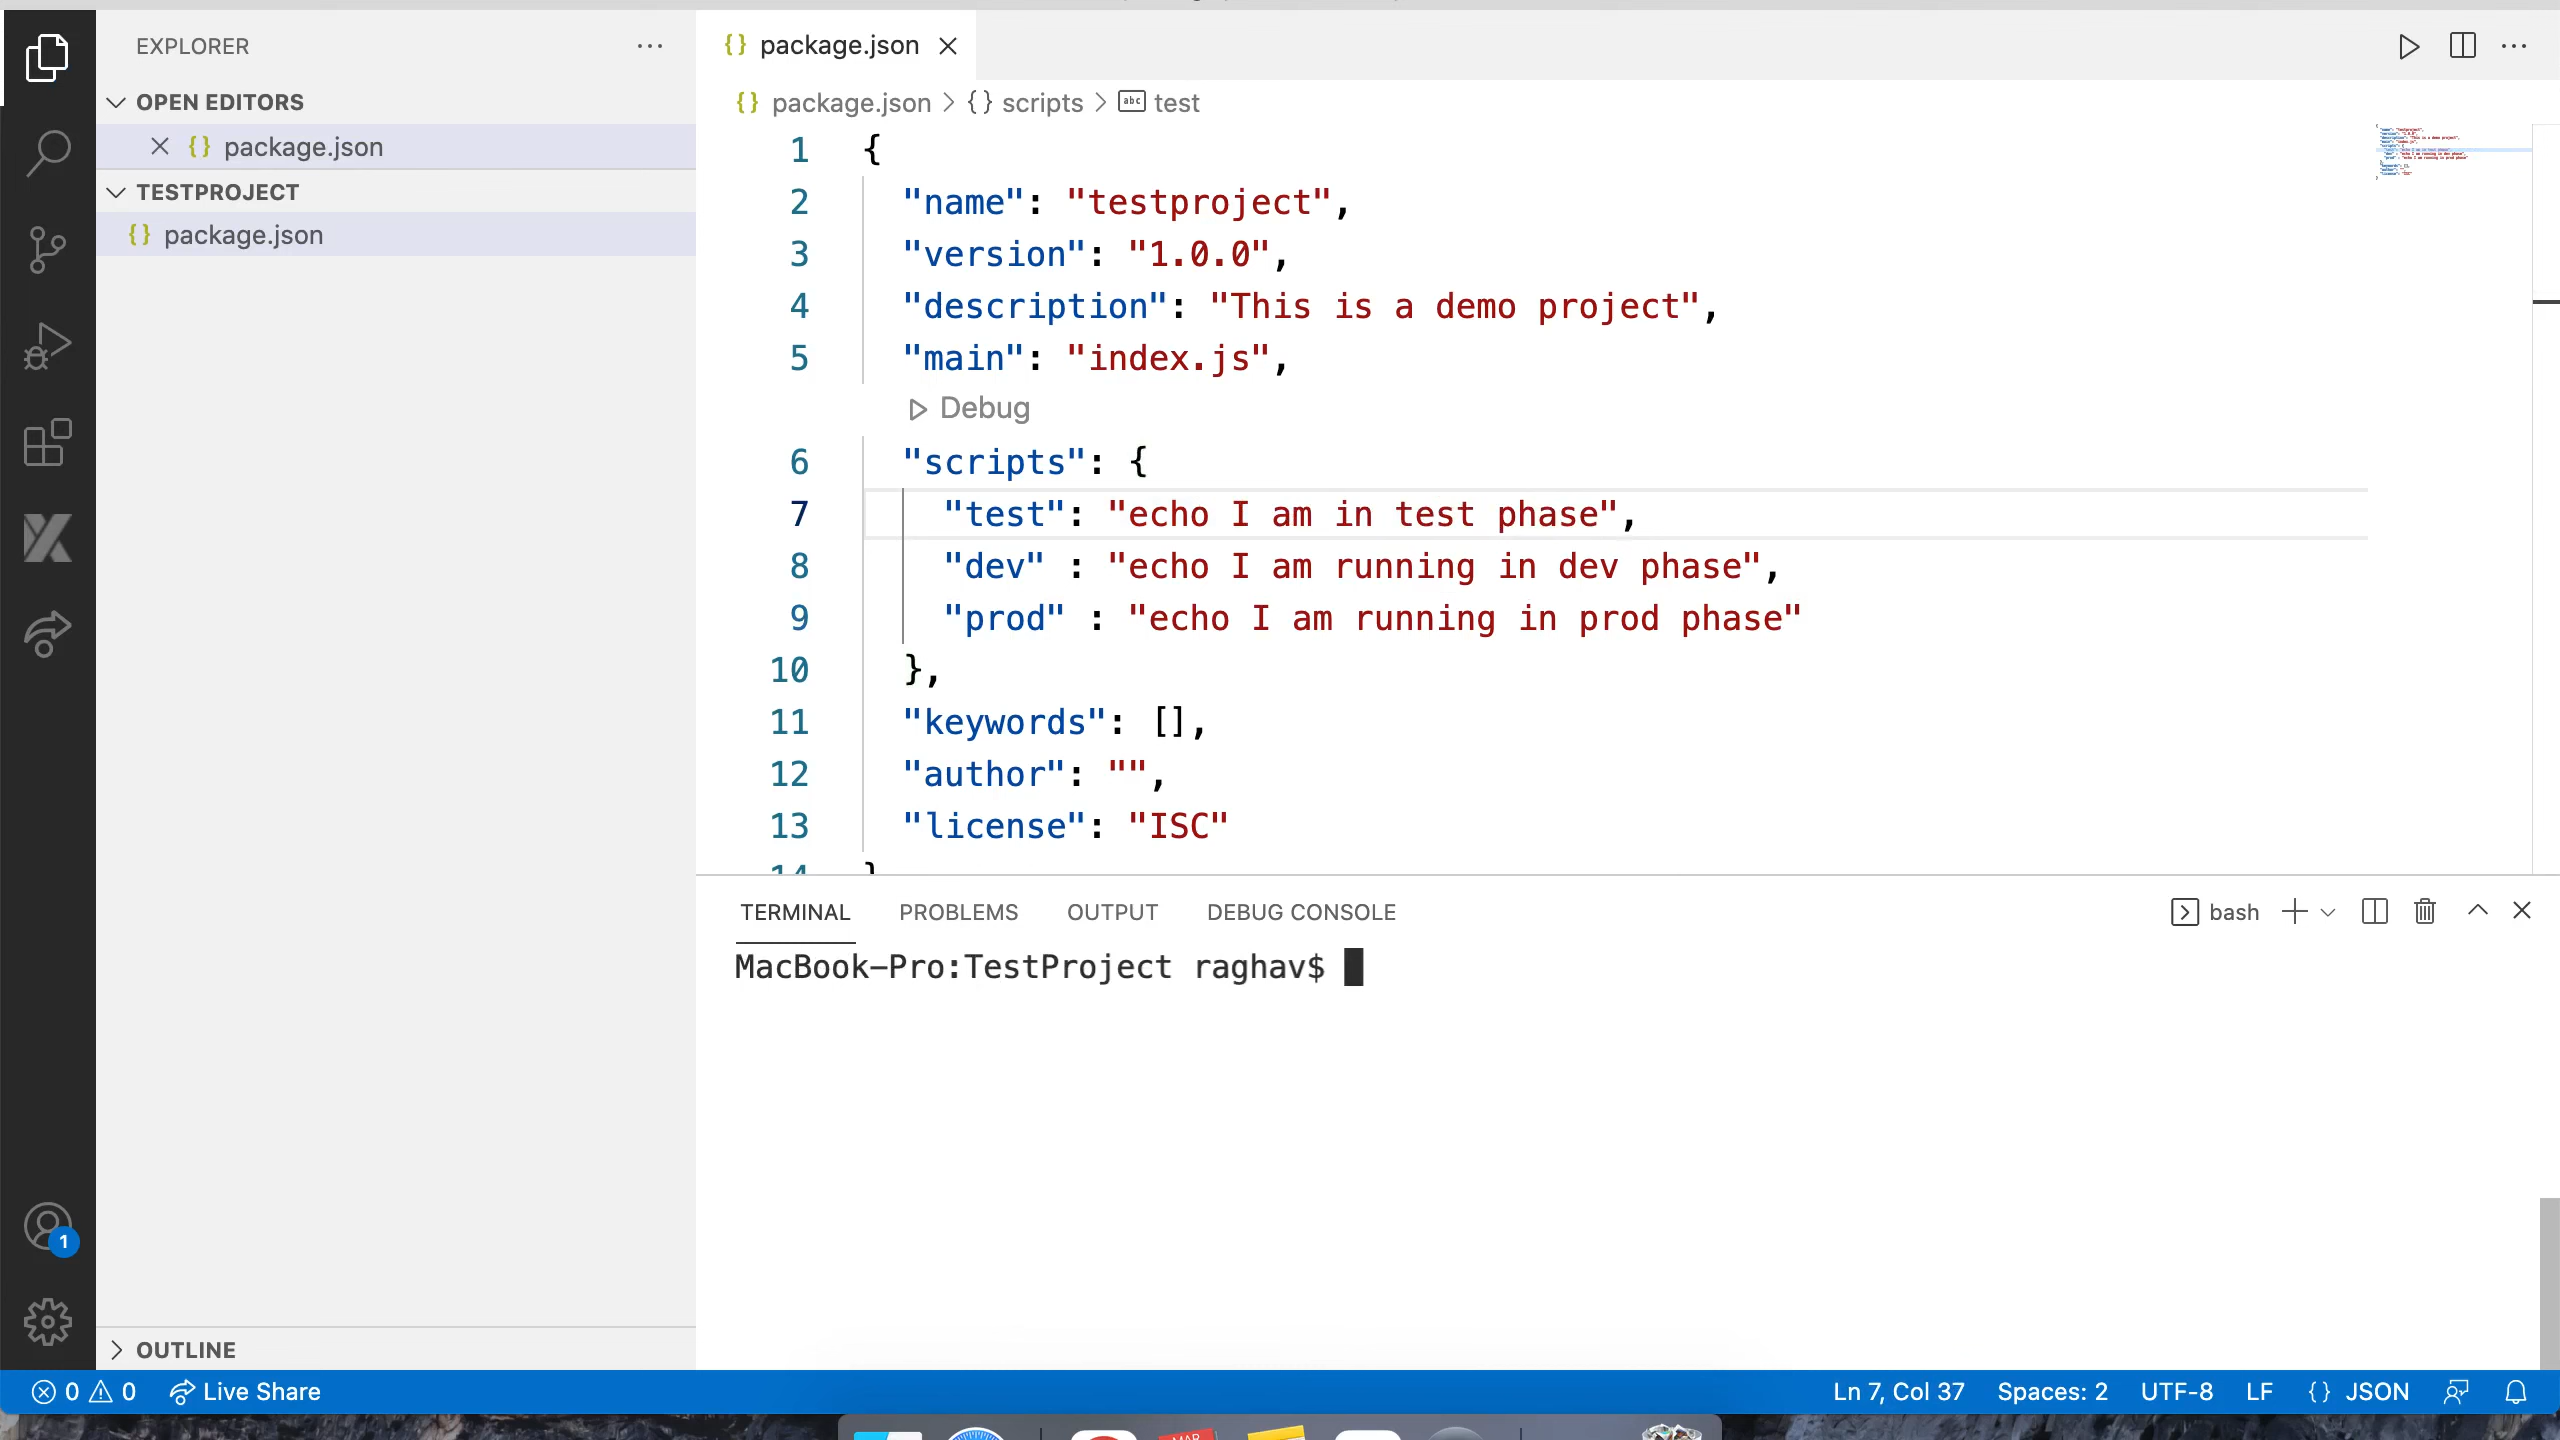 EXPLORER
OPEN EDITORS
package.json
TESTPROJECT
package.json
OUTLINE
1
package.json
package.json > {} scripts > abc test
1 {
2 "name": "testproject",
3 "version": "1.0.0",
4 "description": "This is a demo project",
5 "main": "index.js",
Debug
6 "scripts": {
7 "test": "echo I am in test phase",
8 "dev" : "echo I am running in dev phase",
9 "prod" : "echo I am running in prod phase"
10 },
11 "keywords": [],
12 "author": "",
13 "license": "ISC"
14 }
TERMINAL PROBLEMS OUTPUT DEBUG CONSOLE bash
MacBook-Pro:TestProject raghav$
0 0 Live Share Ln 7, Col 37 Spaces: 2 UTF-8 LF {} JSON
MAR